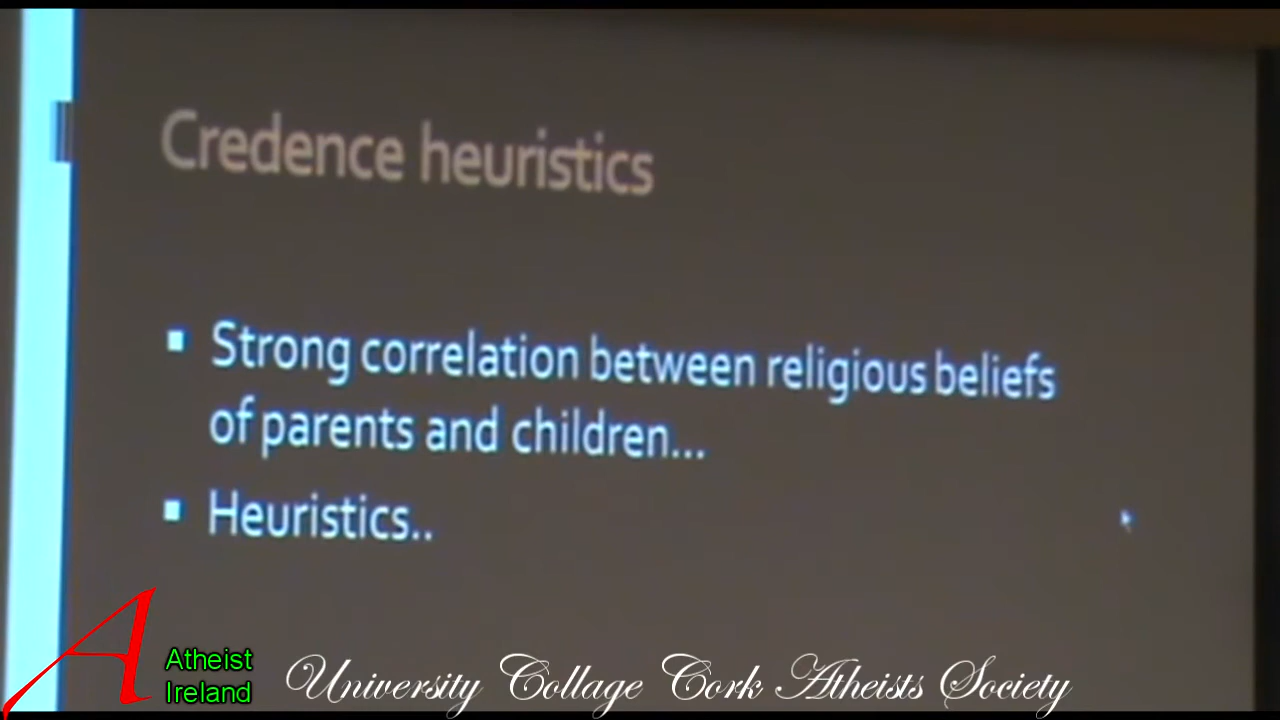 Credence heuristics
▪ Strong correlation between religious beliefs
of parents and children...
▪ Heuristics..
A
Atheist
Ireland
University Collage Cork Atheists Society